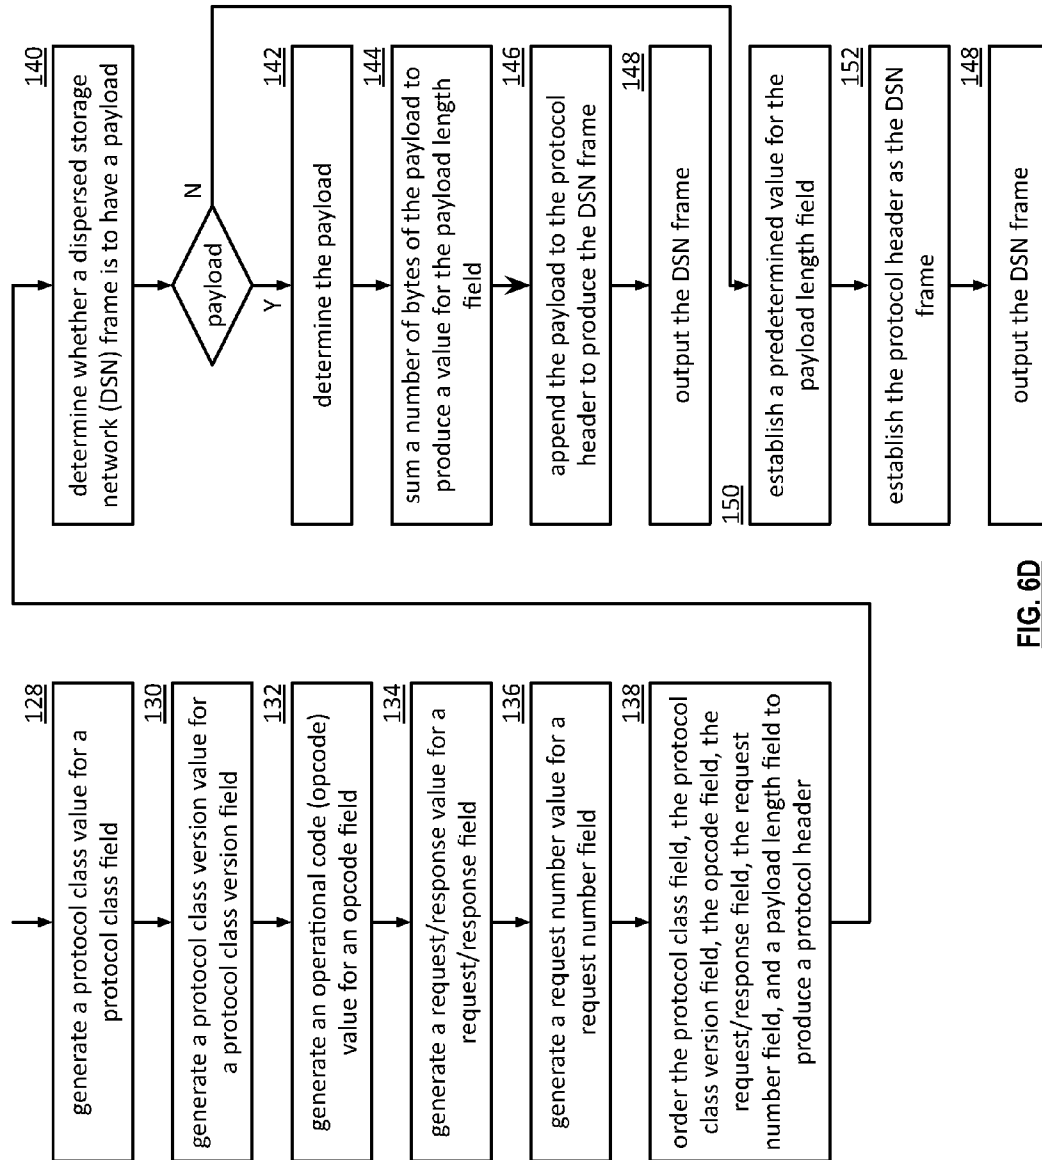 128
generate a protocol class value for a
protocol class field
130
generate a protocol class version value for
a protocol class version field
132
generate an operational code (opcode)
value for an opcode field
134
generate a request/response value for a
request/response field
136
generate a request number value for a
request number field
138
order the protocol class field, the protocol
class version field, the opcode field, the
request/response field, the request
number field, and a payload length field to
produce a protocol header
140
determine whether a dispersed storage
network (DSN) frame is to have a payload
payload
N
Y
142
determine the payload
144
sum a number of bytes of the payload to
produce a value for the payload length
field
146
append the payload to the protocol
header to produce the DSN frame
148
output the DSN frame
150
establish a predetermined value for the
payload length field
152
establish the protocol header as the DSN
frame
148
output the DSN frame
FIG. 6D